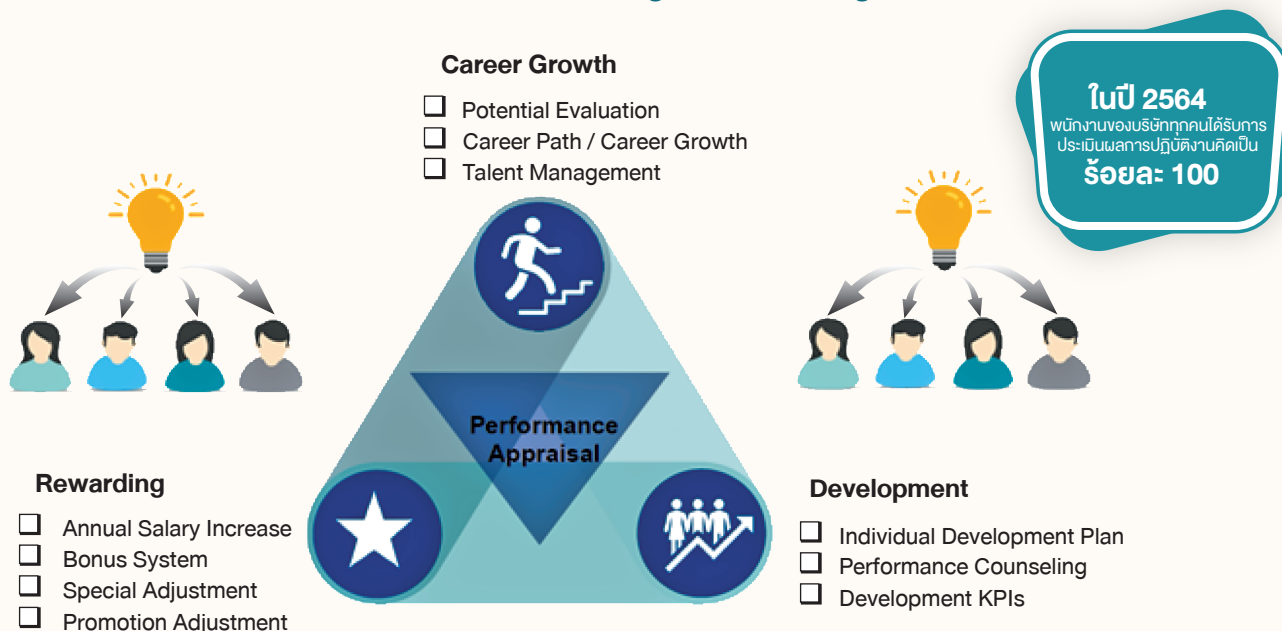 Career Growth
Potential Evaluation
Career Path / Career Growth
Talent Management
ในปี 2564
พนักงานของบริษัททุกคนได้รับการ
ประเมินผลการปฏิบัติงานคิดเป็น
ร้อยละ 100
Performance
Appraisal
Rewarding
Annual Salary Increase
Bonus System
Special Adjustment
Promotion Adjustment
Development
Individual Development Plan
Performance Counseling
Development KPIs